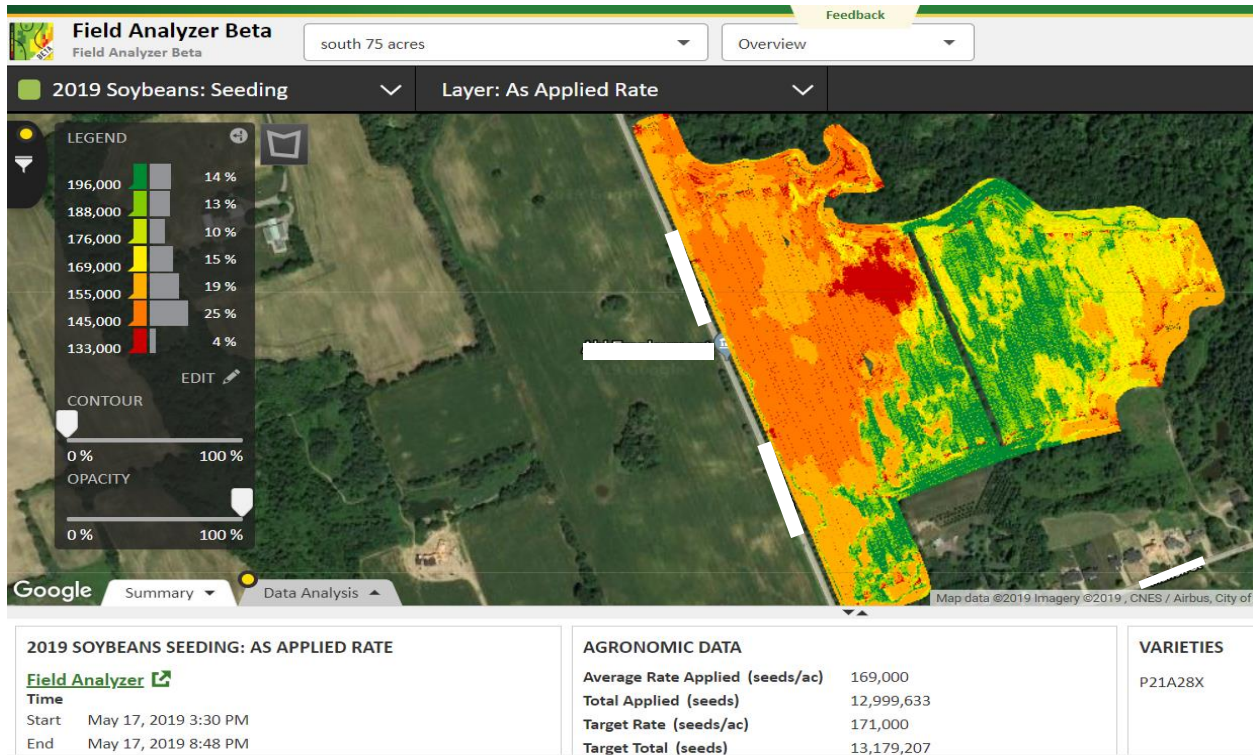 Feedback
Field Analyzer Beta
Field Analyzer Beta
south 75 acres
Overview
2019 Soybeans: Seeding
Layer: As Applied Rate
LEGEND
196,000 14 %
188,000 13 %
176,000 10 %
169,000 15 %
155,000 19 %
145,000 25 %
133,000 4 %
EDIT
CONTOUR
0 % 100 %
OPACITY
0 % 100 %
Google
Summary
Data Analysis
Map data ©2019 Imagery ©2019 , CNES / Airbus, City of
2019 SOYBEANS SEEDING: AS APPLIED RATE
Field Analyzer
Time
Start May 17, 2019 3:30 PM
End May 17, 2019 8:48 PM
AGRONOMIC DATA
Average Rate Applied (seeds/ac) 169,000
Total Applied (seeds) 12,999,633
Target Rate (seeds/ac) 171,000
Target Total (seeds) 13,179,207
VARIETIES
P21A28X